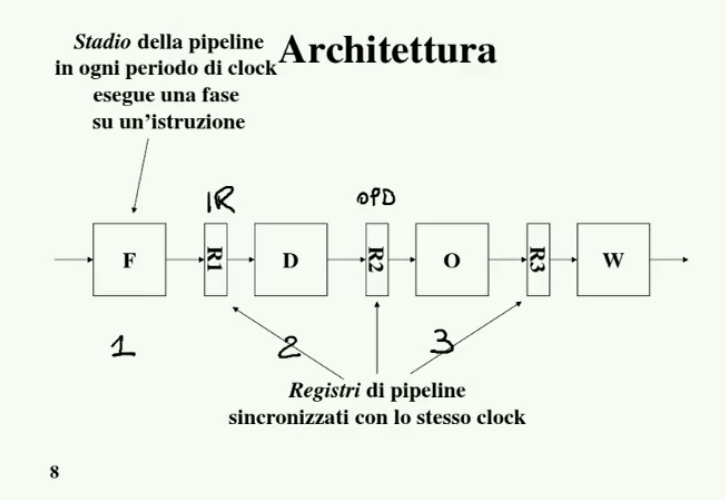 Architettura
Stadio della pipeline
in ogni periodo di clock
esegue una fase
su un'istruzione
IR
OPD
F
R1
D
R2
O
R3
W
1
2
3
Registri di pipeline
sincronizzati con lo stesso clock
8